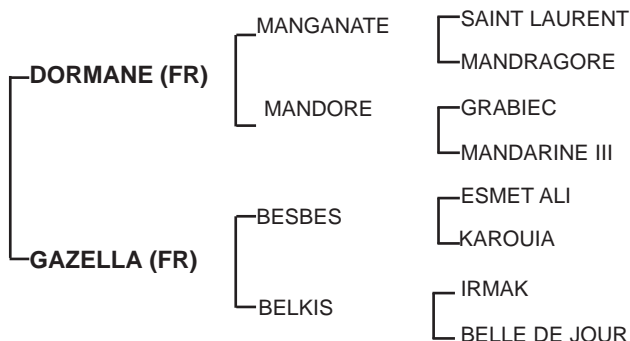 DORMANE (FR)
MANGANATE
SAINT LAURENT
MANDRAGORE
MANDORE
GRABIEC
MANDARINE III
GAZELLA (FR)
BESBES
ESMET ALI
KAROUIA
BELKIS
IRMAK
BELLE DE JOUR